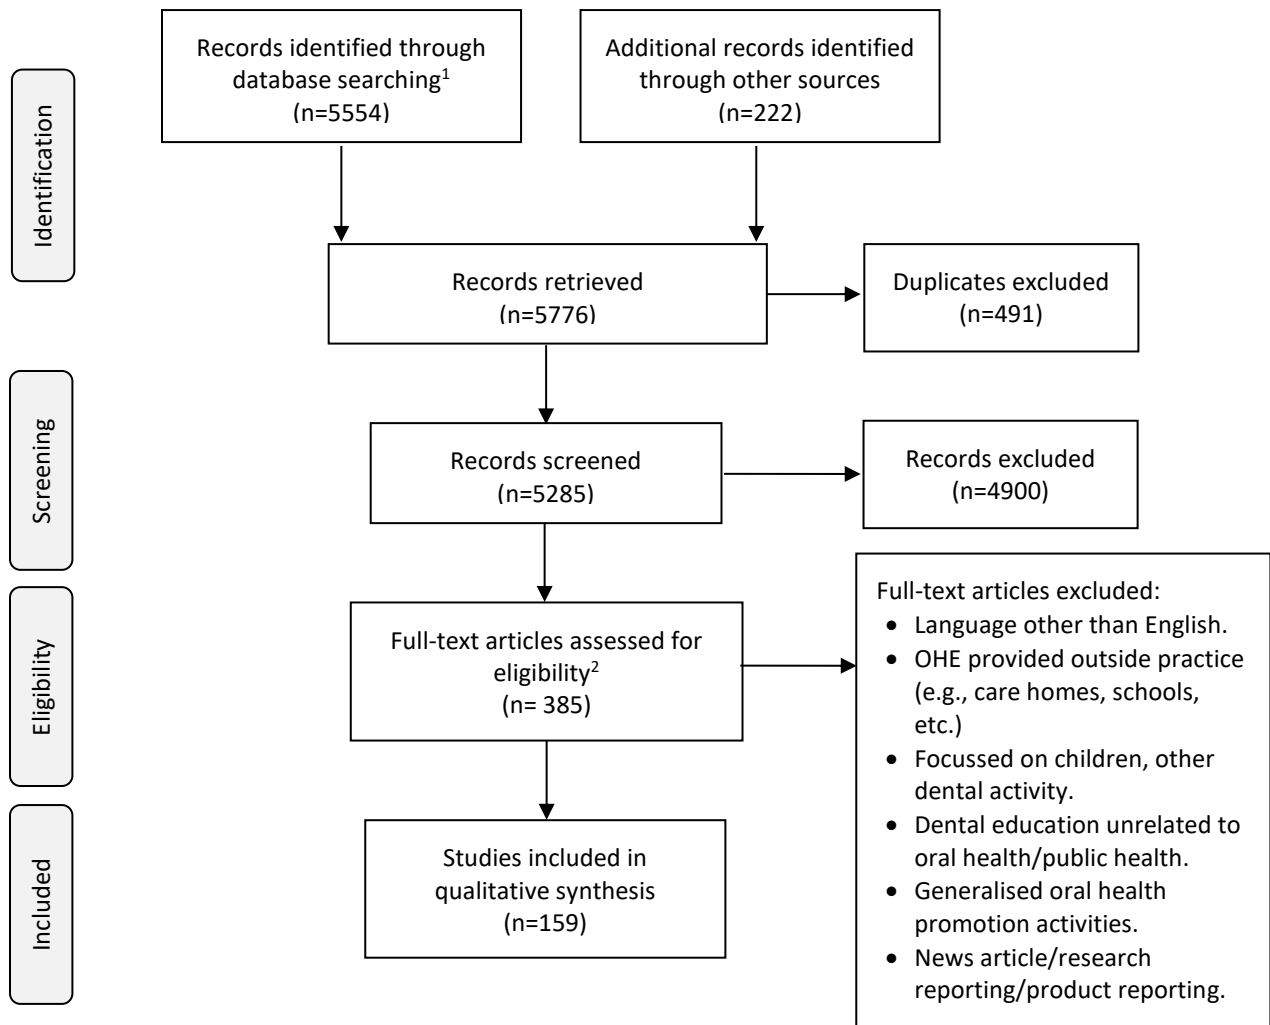 Records identified through
database searching¹
(n=5554)
Additional records identified
through other sources
(n=222)
Identification
Records retrieved
(n=5776)
Duplicates excluded
(n=491)
Screening
Records screened
(n=5285)
Records excluded
(n=4900)
Eligibility
Full-text articles assessed for
eligibility²
(n= 385)
Full-text articles excluded:
• Language other than English.
• OHE provided outside practice
(e.g., care homes, schools,
etc.)
• Focussed on children, other
dental activity.
• Dental education unrelated to
oral health/public health.
• Generalised oral health
promotion activities.
• News article/research
reporting/product reporting.
Included
Studies included in
qualitative synthesis
(n=159)